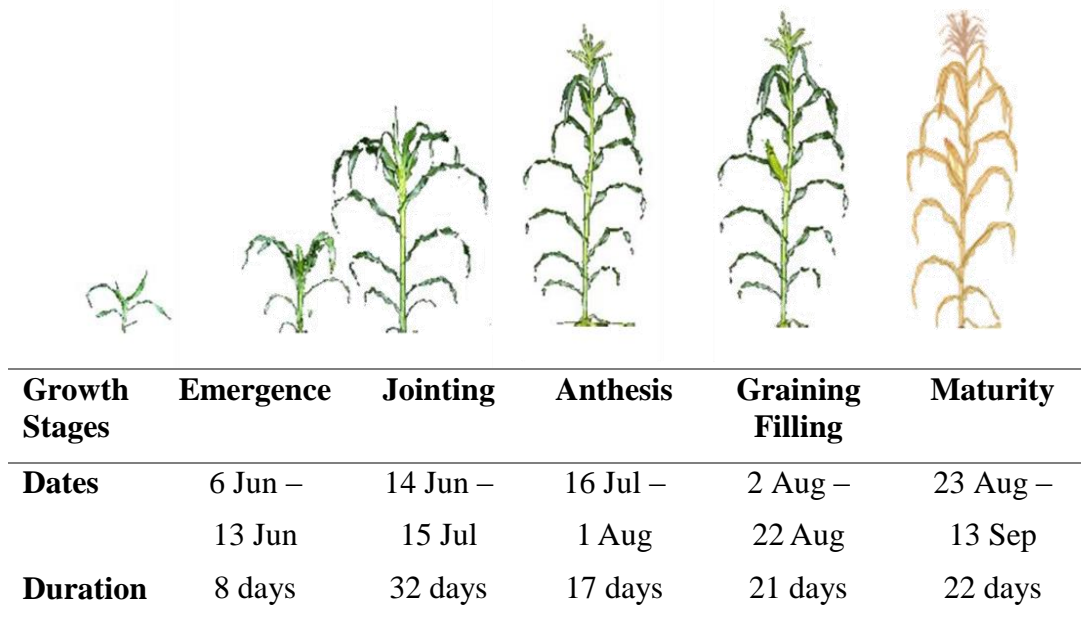 Growth Stages Emergence Jointing Anthesis Graining Filling Maturity
Dates 6 Jun – 13 Jun 14 Jun – 15 Jul 16 Jul – 1 Aug 2 Aug – 22 Aug 23 Aug – 13 Sep
Duration 8 days 32 days 17 days 21 days 22 days